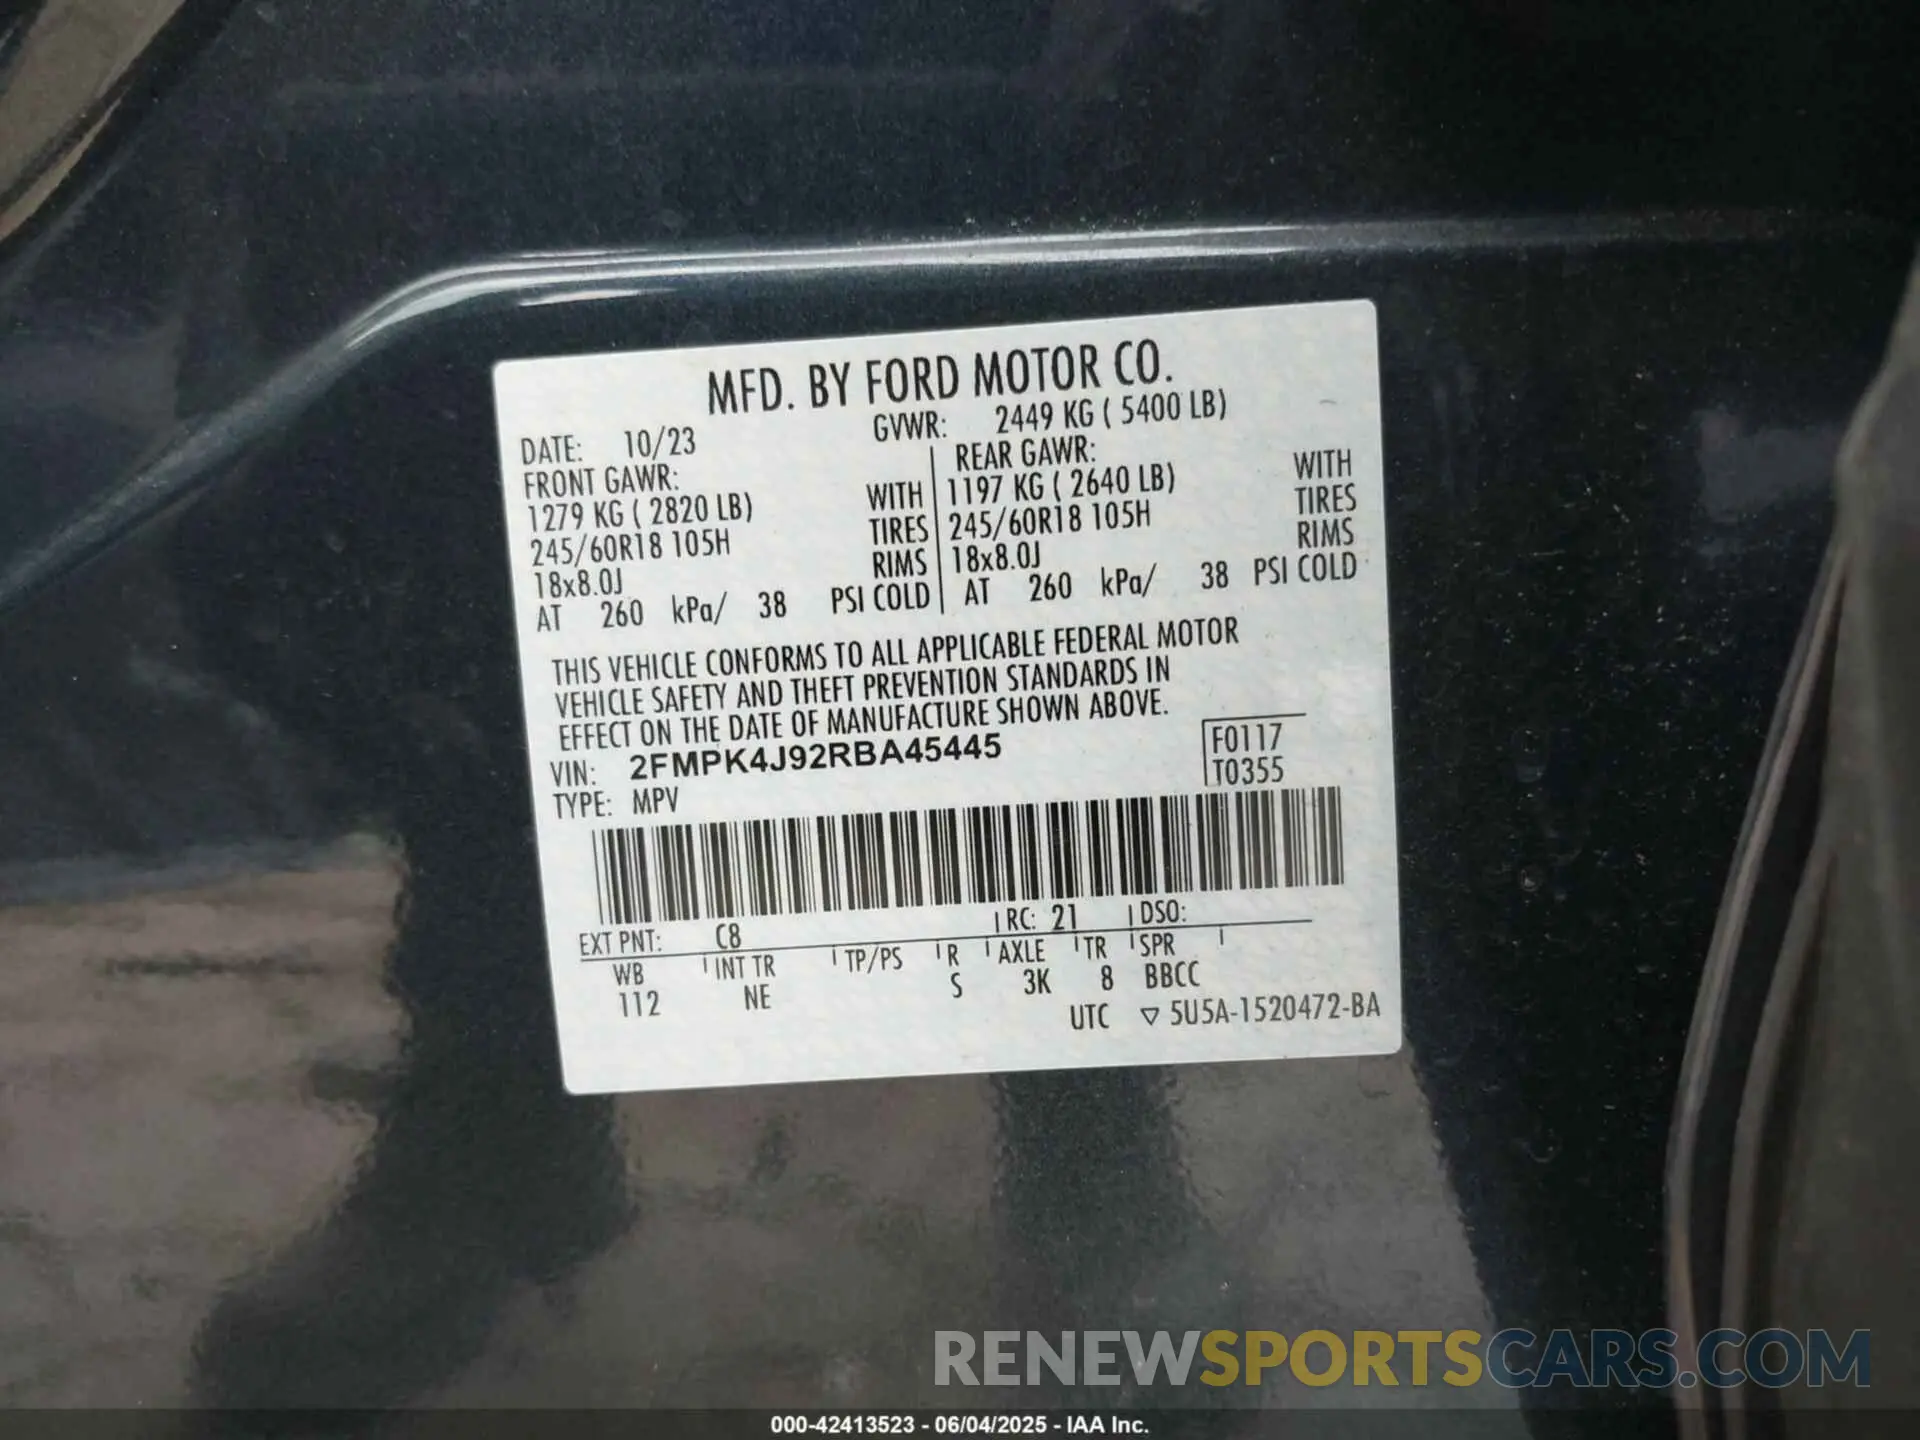 MFD. BY FORD MOTOR CO.
DATE: 10/23 GVWR: 2449 KG ( 5400 LB)
FRONT GAWR: REAR GAWR:
1279 KG ( 2820 LB) WITH 1197 KG ( 2640 LB) WITH
245/60R18 105H TIRES 245/60R18 105H TIRES
18x8.0J RIMS 18x8.0J RIMS
AT 260 kPa/ 38 PSI COLD AT 260 kPa/ 38 PSI COLD
THIS VEHICLE CONFORMS TO ALL APPLICABLE FEDERAL MOTOR
VEHICLE SAFETY AND THEFT PREVENTION STANDARDS IN
EFFECT ON THE DATE OF MANUFACTURE SHOWN ABOVE.
VIN: 2FMPK4J92RBA45445 F0117
TYPE: MPV T0355
EXT PNT: C8 RC: 21 DSO:
WB INT TR TP/PS R AXLE TR SPR
112 NE S 3K 8 BBCC
UTC ▽ 5U5A-1520472-BA
RENEWSPORTSCARS.COM
000-42413523 - 06/04/2025 - IAA Inc.